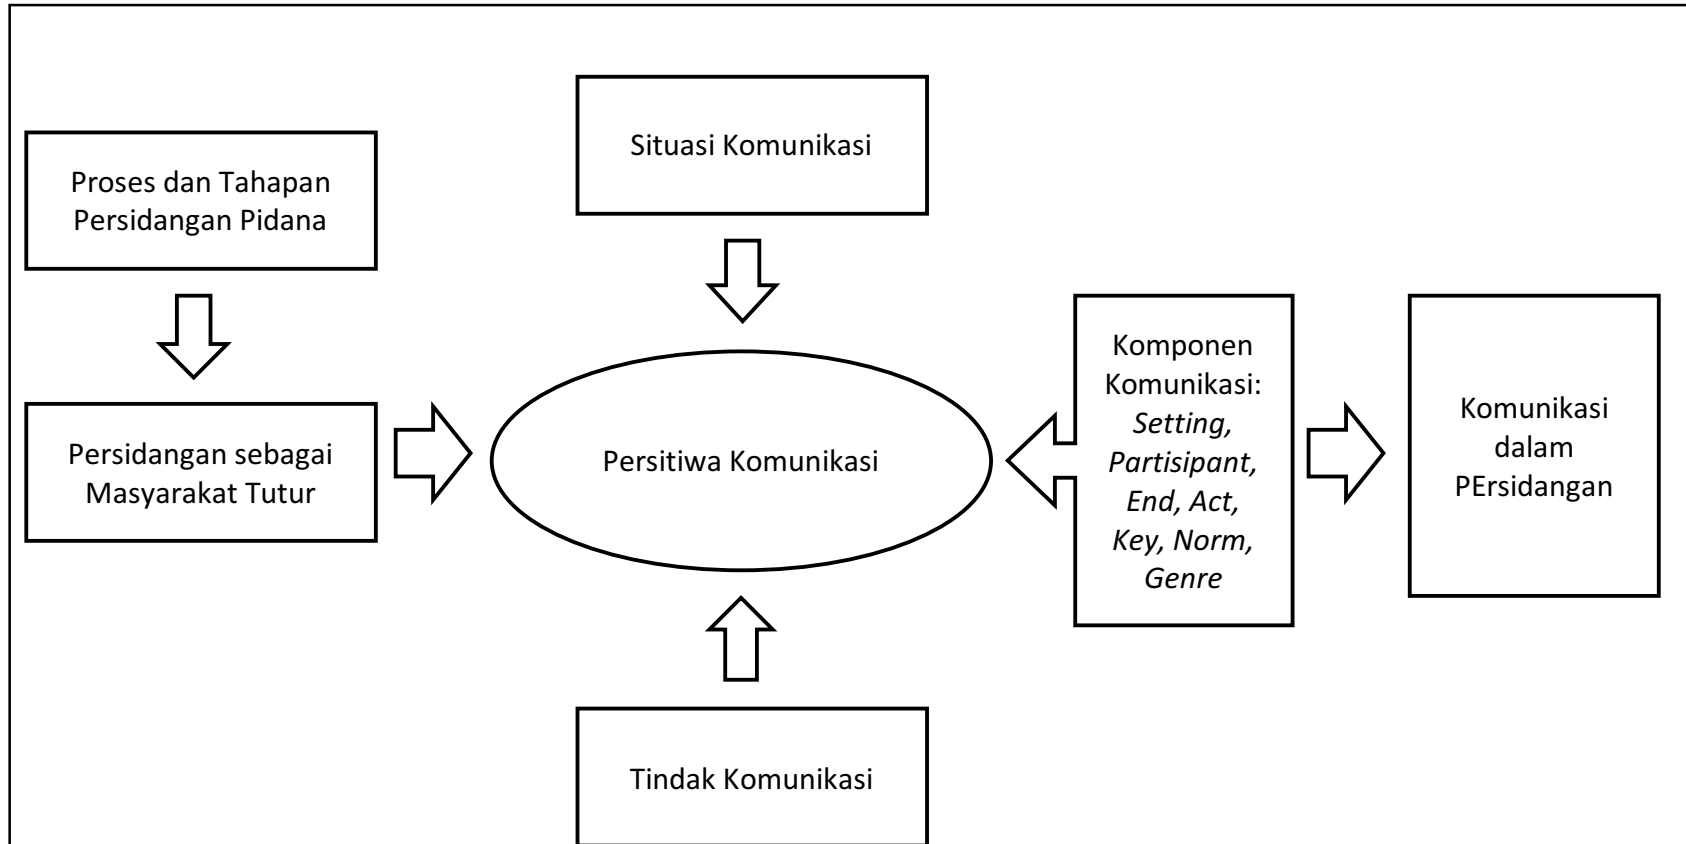 Proses dan Tahapan
Persidangan Pidana
Situasi Komunikasi
Persidangan sebagai
Masyarakat Tutur
Persitiwa Komunikasi
Komponen
Komunikasi:
Setting,
Partisipant,
End, Act,
Key, Norm,
Genre
Komunikasi
dalam
PErsidangan
Tindak Komunikasi